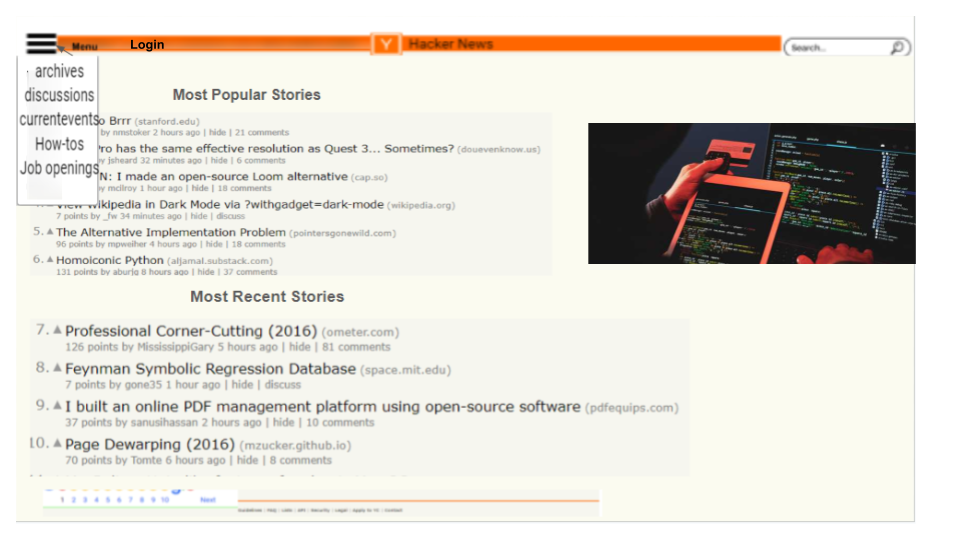 Menu Login Y Hacker News Search..
archives
discussions
currentevents
How-tos
Job openings
Most Popular Stories
o Brrr (stanford.edu)
by nmstoker 2 hours ago | hide | 21 comments
Pro has the same effective resolution as Quest 3... Sometimes? (douevenknow.us)
by jsheard 32 minutes ago | hide | 6 comments
N: I made an open-source Loom alternative (cap.so)
by mcilroy 1 hour ago | hide | 18 comments
View Wikipedia in Dark Mode via ?withgadget=dark-mode (wikipedia.org)
7 points by _fw 34 minutes ago | hide | discuss
5. The Alternative Implementation Problem (pointersgonewild.com)
96 points by mpweiher 4 hours ago | hide | 18 comments
6. Homoiconic Python (aljamal.substack.com)
131 points by aburjg 8 hours ago | hide | 37 comments
Most Recent Stories
7. Professional Corner-Cutting (2016) (ometer.com)
126 points by MississippiGary 5 hours ago | hide | 81 comments
8. Feynman Symbolic Regression Database (space.mit.edu)
7 points by gone35 1 hour ago | hide | discuss
9. I built an online PDF management platform using open-source software (pdfequips.com)
37 points by sanusihassan 2 hours ago | hide | 10 comments
10. Page Dewarping (2016) (mzucker.github.io)
70 points by Tomte 6 hours ago | hide | 8 comments
1 2 3 4 5 6 7 8 9 10 Next
Guidelines | FAQ | Lists | API | Security | Legal | Apply to YC | Contact